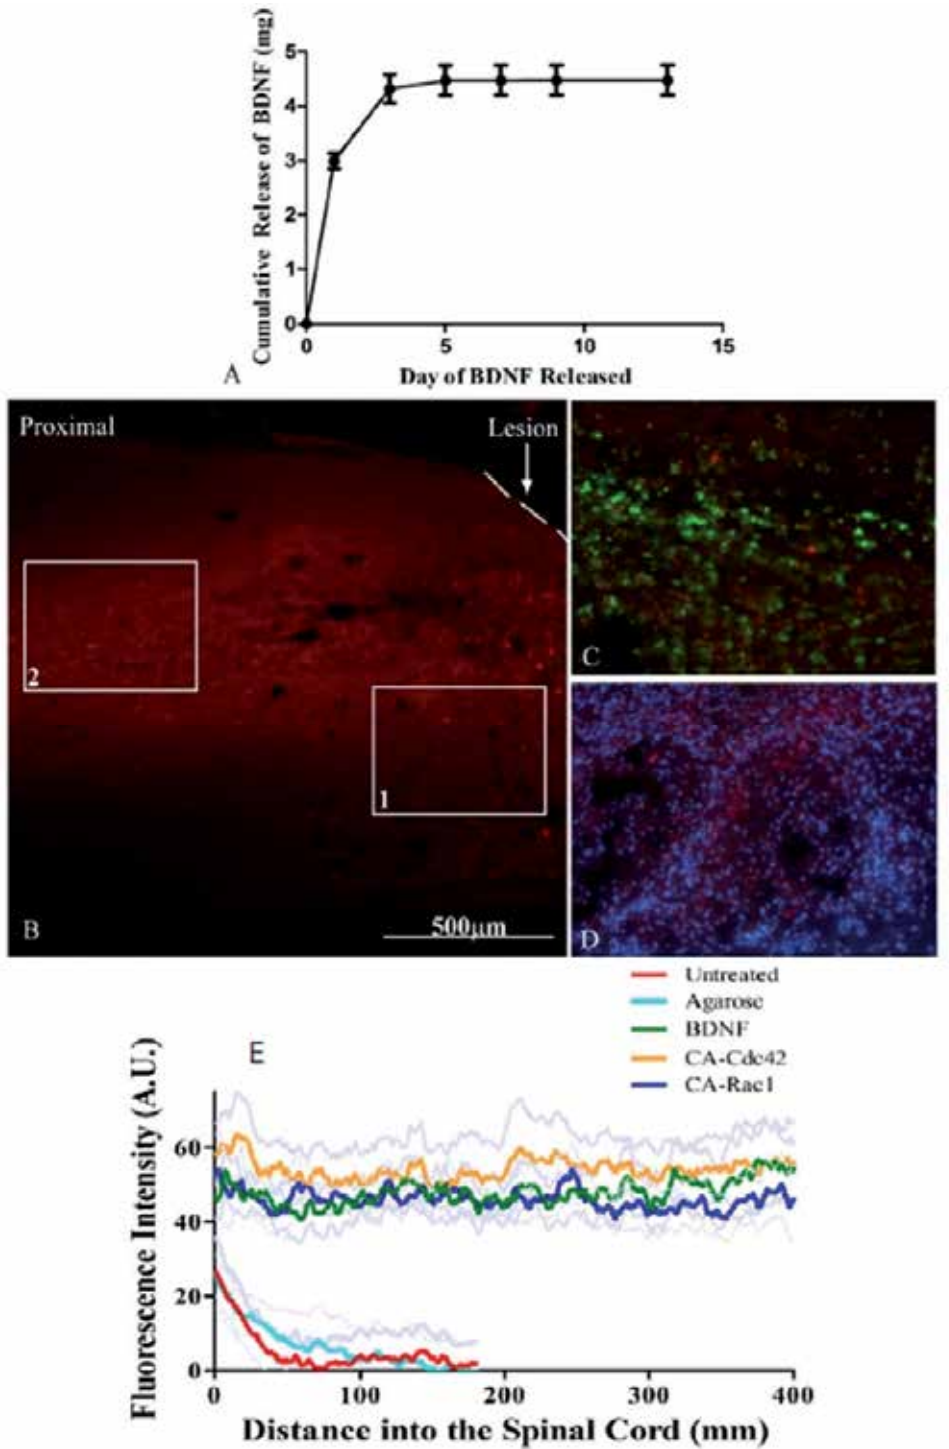 Cumulative Release of BDNF (mg)
5
4
3
2
1
0
0 5 10 15
Day of BDNF Released
A
Proximal
Lesion
2
1
500µm
B
C
D
Untreated
Agarose
BDNF
CA-Cdc42
CA-Rac1
E
Fluorescence Intensity (A.U.)
60
40
20
0
0 100 200 300 400
Distance into the Spinal Cord (mm)